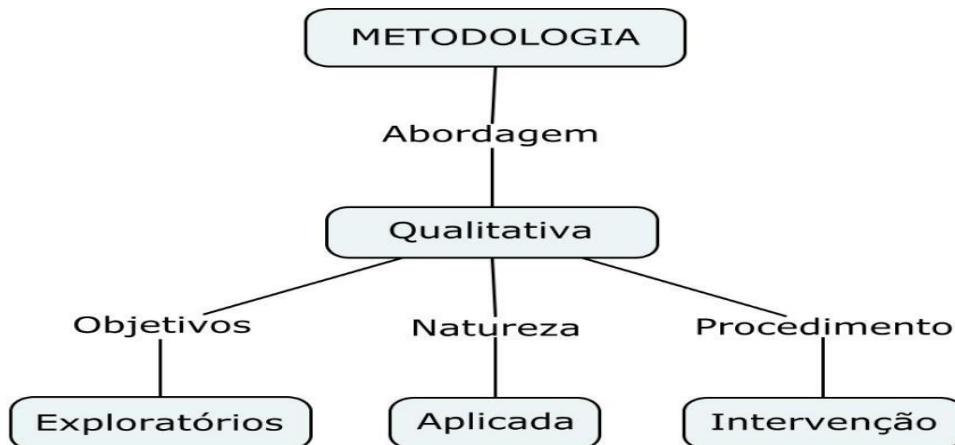 METODOLOGIA
Abordagem
Qualitativa
Objetivos
Natureza
Procedimento
Exploratórios
Aplicada
Intervenção